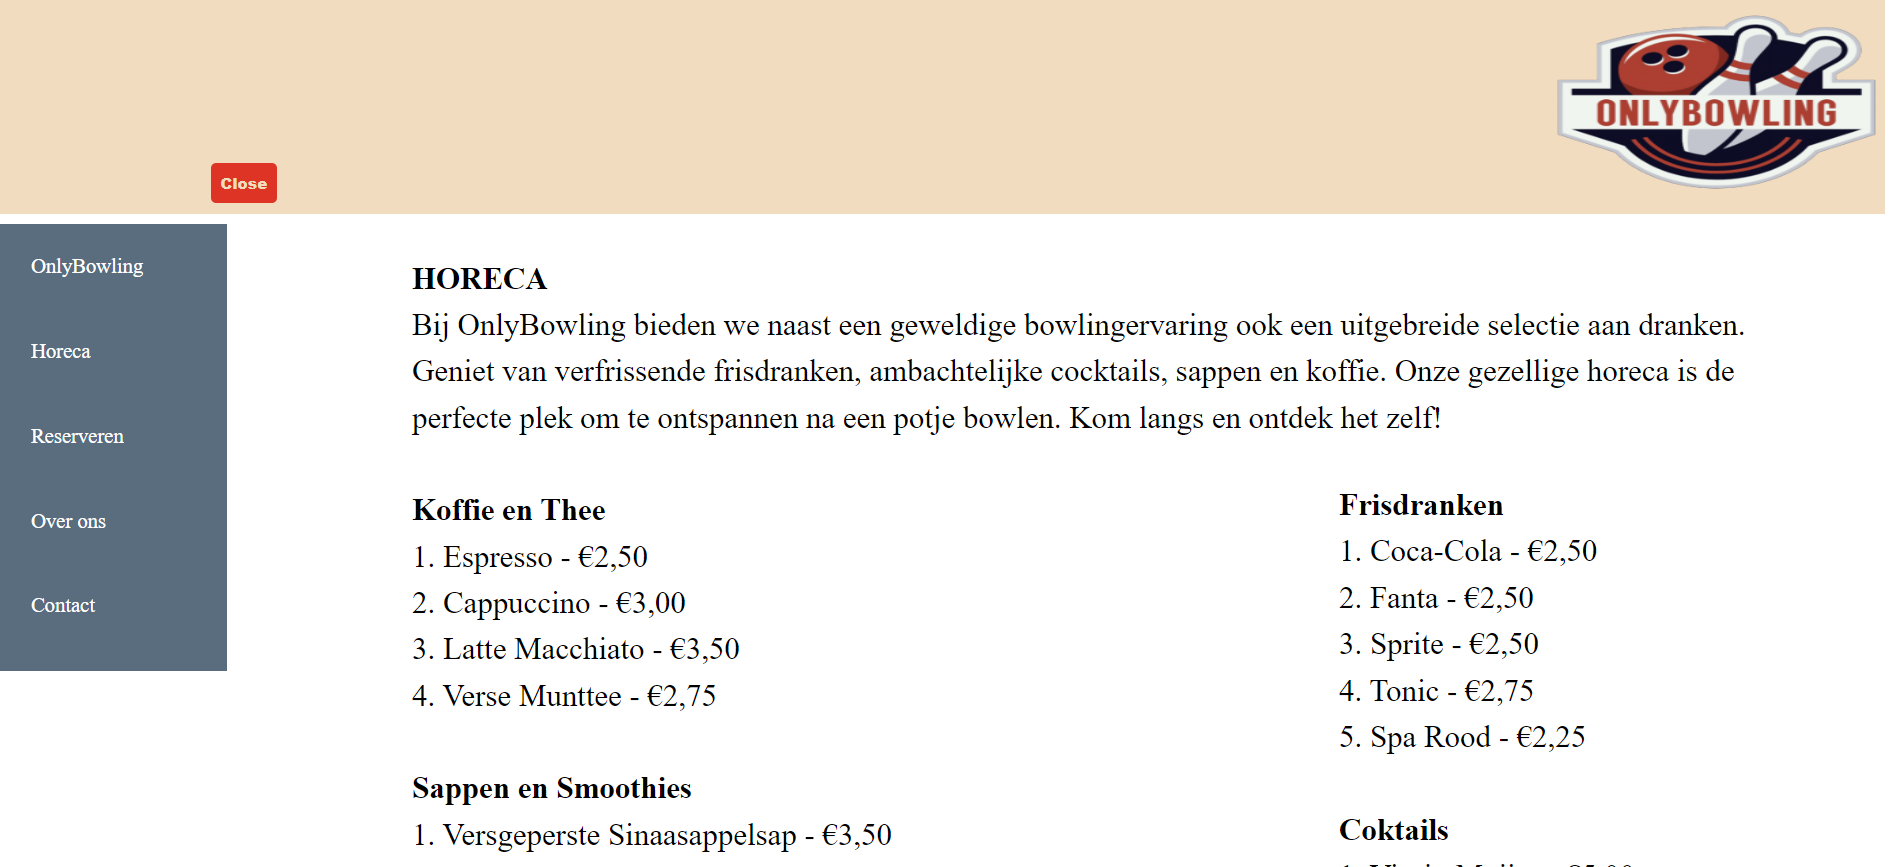 ONLYBOWLING
Close
OnlyBowling
Horeca
Reserveren
Over ons
Contact
HORECA
Bij OnlyBowling bieden we naast een geweldige bowlingervaring ook een uitgebreide selectie aan dranken.
Geniet van verfrissende frisdranken, ambachtelijke cocktails, sappen en koffie. Onze gezellige horeca is de
perfecte plek om te ontspannen na een potje bowlen. Kom langs en ontdek het zelf!
Koffie en Thee
1. Espresso - €2,50
2. Cappuccino - €3,00
3. Latte Macchiato - €3,50
4. Verse Munttee - €2,75
Sappen en Smoothies
1. Versgeperste Sinaasappelsap - €3,50
Frisdranken
1. Coca-Cola - €2,50
2. Fanta - €2,50
3. Sprite - €2,50
4. Tonic - €2,75
5. Spa Rood - €2,25
Coktails